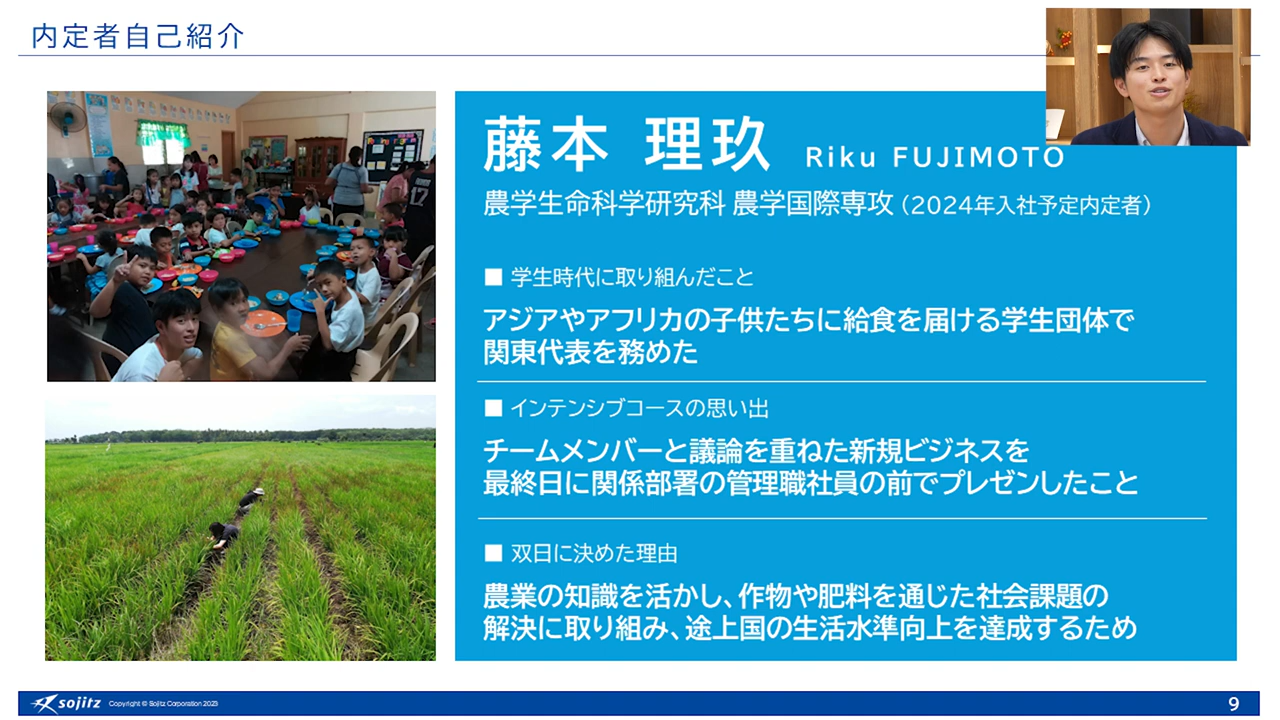 内定者自己紹介
藤本 理玖 Riku FUJIMOTO
農学生命科学研究科 農学国際専攻（2024年入社予定内定者）
■ 学生時代に取り組んだこと
アジアやアフリカの子供たちに給食を届ける学生団体で
関東代表を務めた
■ インテンシブコースの思い出
チームメンバーと議論を重ねた新規ビジネスを
最終日に関係部署の管理職社員の前でプレゼンしたこと
■ 双日に決めた理由
農業の知識を活かし、作物や肥料を通じた社会課題の
解決に取り組み、途上国の生活水準向上を達成するため
sojitz Copyright © Sojitz Corporation 2023
9